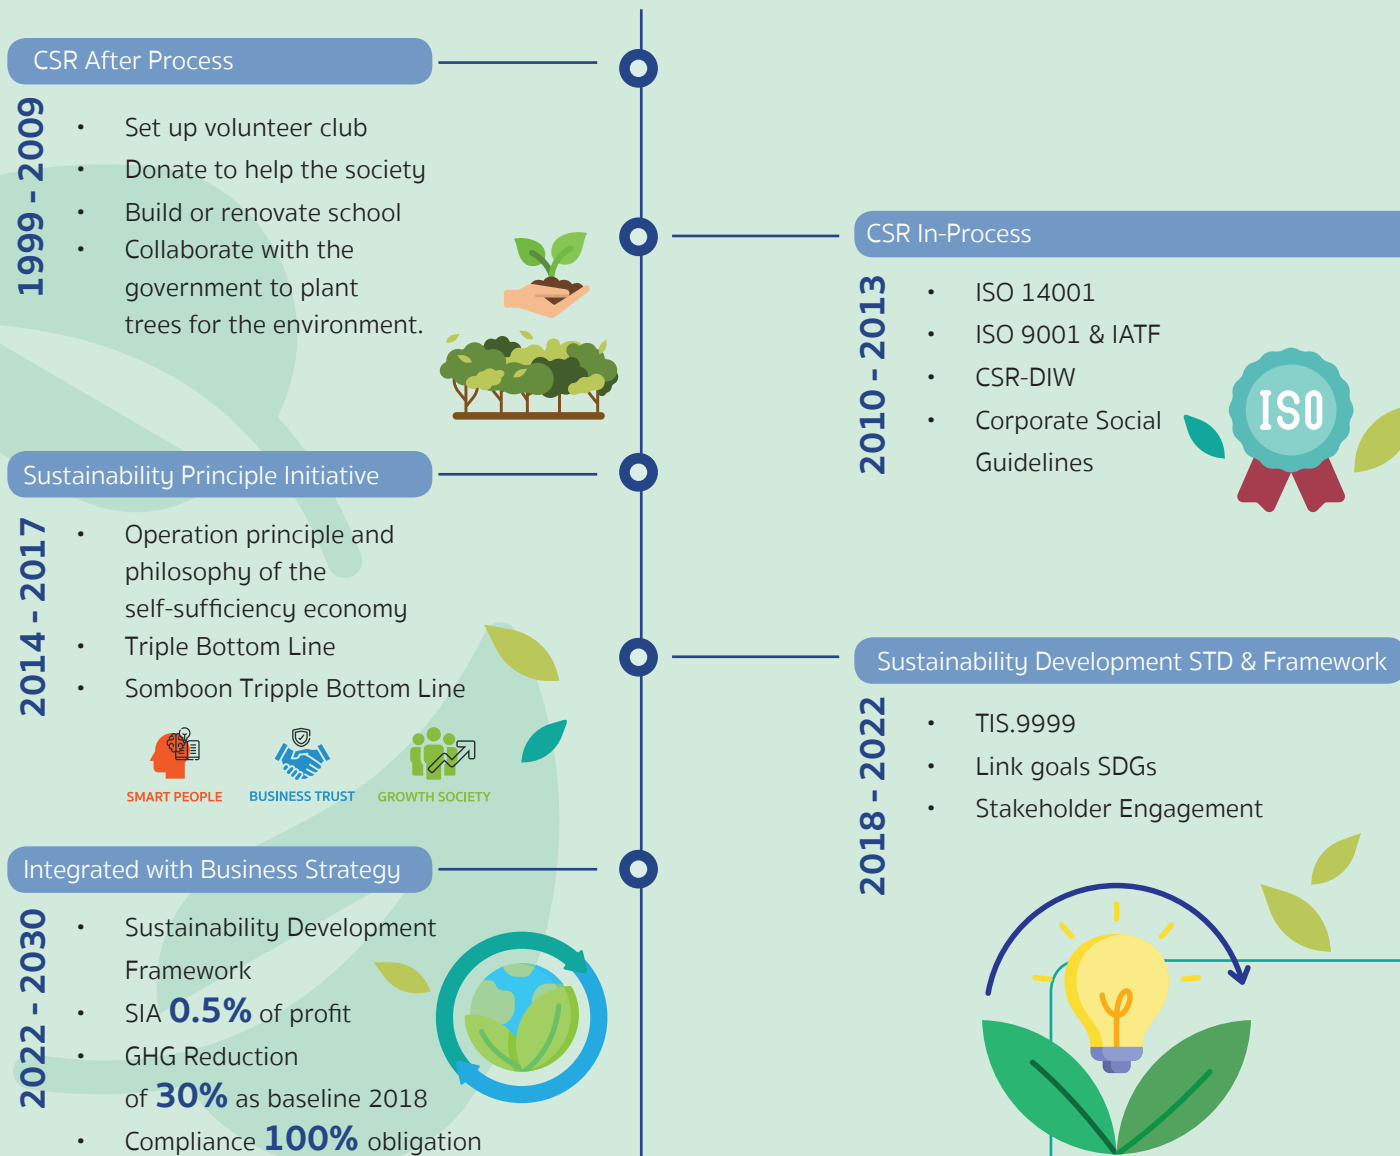 CSR After Process
1999 - 2009
• Set up volunteer club
• Donate to help the society
• Build or renovate school
• Collaborate with the
government to plant
trees for the environment.
CSR In-Process
2010 - 2013
• ISO 14001
• ISO 9001 & IATF
• CSR-DIW
• Corporate Social
Guidelines
ISO
Sustainability Principle Initiative
2014 - 2017
• Operation principle and
philosophy of the
self-sufficiency economy
• Triple Bottom Line
• Somboon Tripple Bottom Line
SMART PEOPLE BUSINESS TRUST GROWTH SOCIETY
Sustainability Development STD & Framework
2018 - 2022
• TIS.9999
• Link goals SDGs
• Stakeholder Engagement
Integrated with Business Strategy
2022 - 2030
• Sustainability Development
Framework
• SIA 0.5% of profit
• GHG Reduction
of 30% as baseline 2018
• Compliance 100% obligation